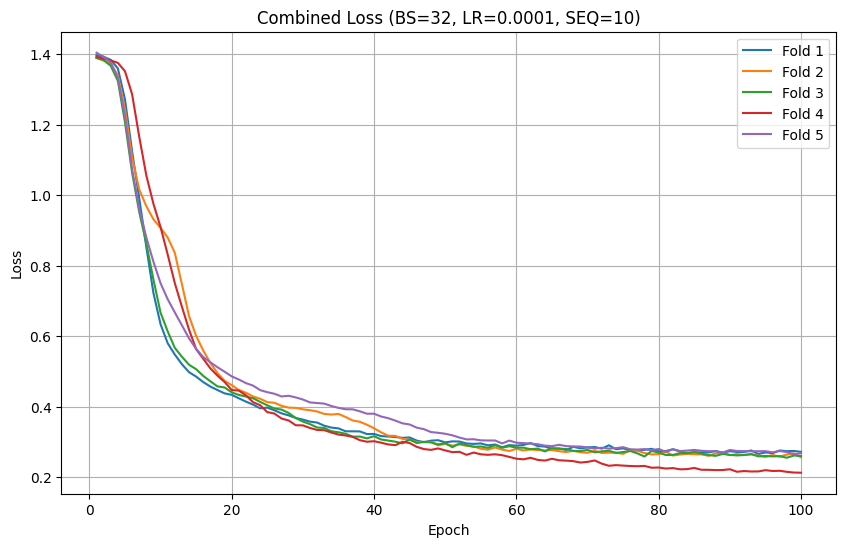 Combined Loss (BS=32, LR=0.0001, SEQ=10)
1.4
1.2
1.0
0.8
0.6
0.4
0.2
Loss
Fold 1
Fold 2
Fold 3
Fold 4
Fold 5
0 20 40 60 80 100
Epoch